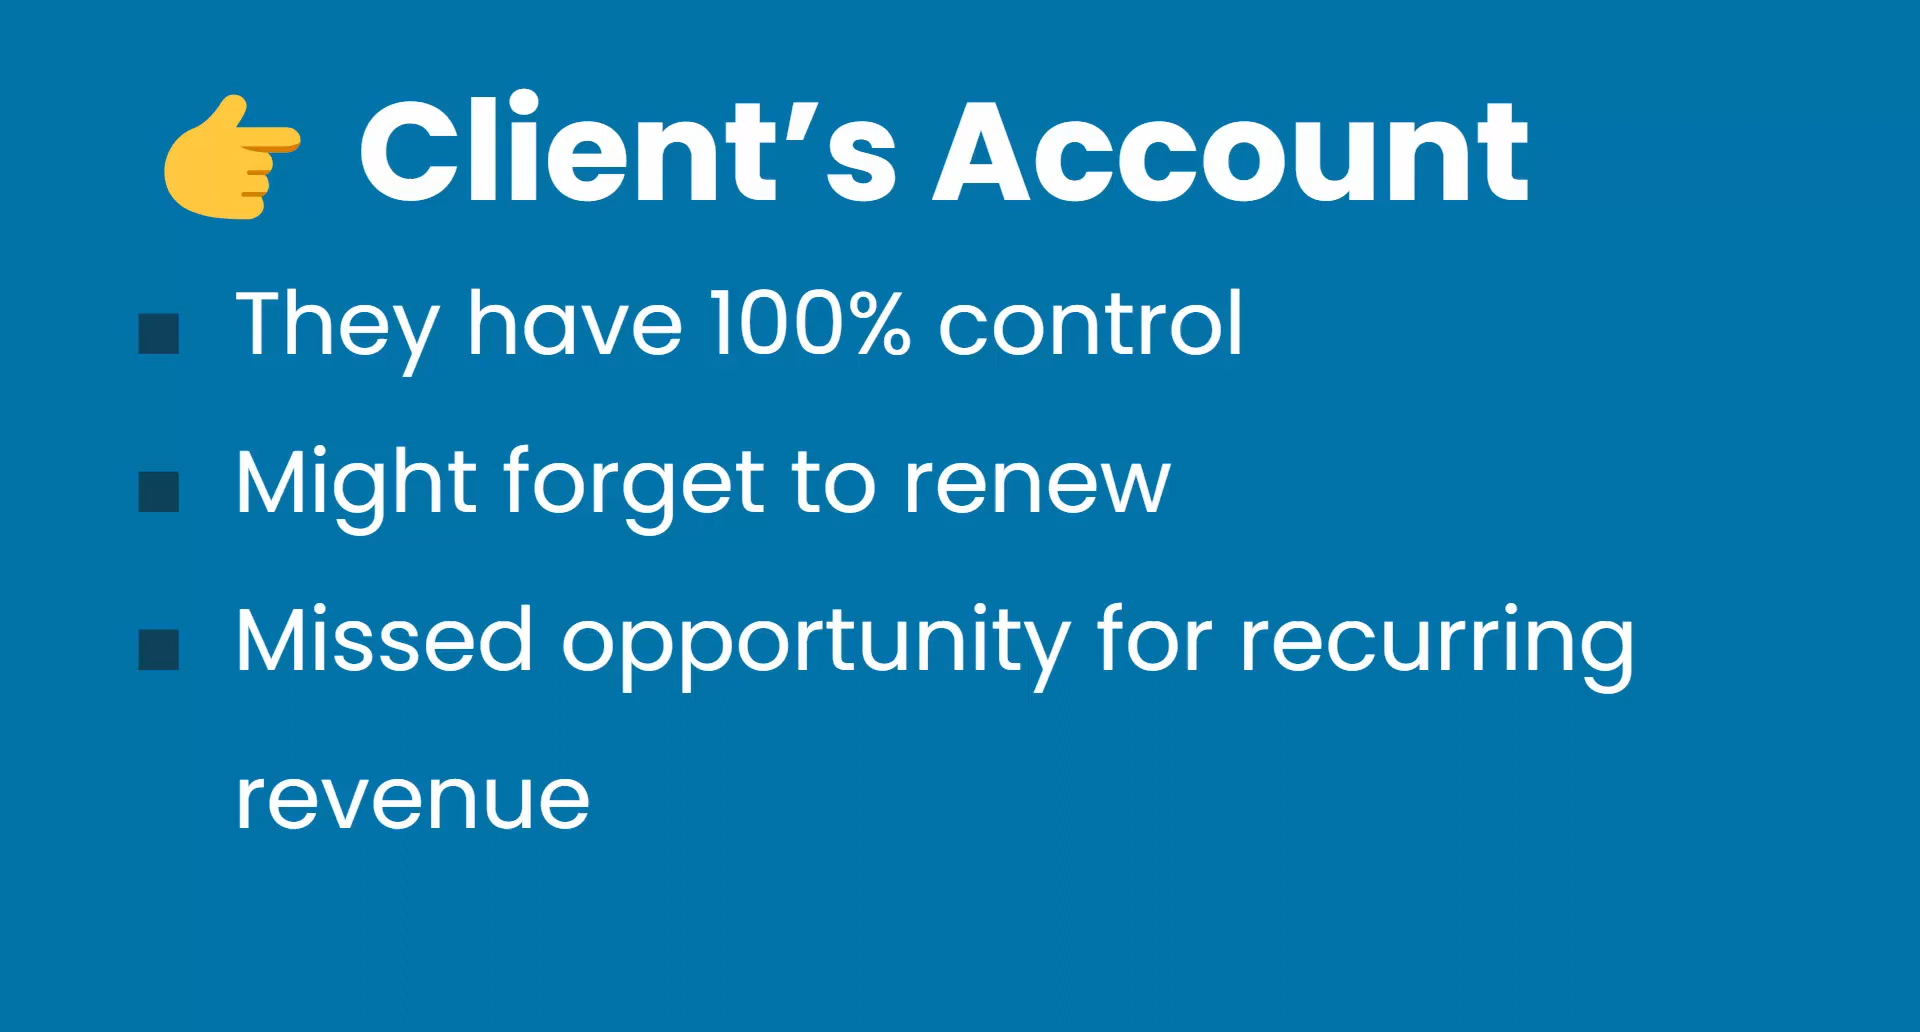 👉 Client’s Account
■ They have 100% control
■ Might forget to renew
■ Missed opportunity for recurring
revenue